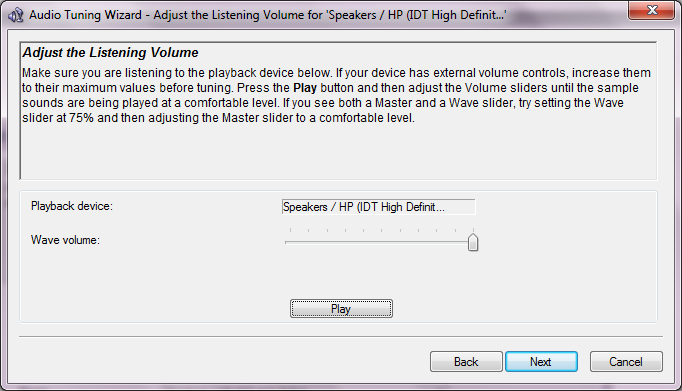 Audio Tuning Wizard - Adjust the Listening Volume for 'Speakers / HP (IDT High Definit...'
Adjust the Listening Volume
Make sure you are listening to the playback device below. If your device has external volume controls, increase them
to their maximum values before tuning. Press the Play button and then adjust the Volume sliders until the sample
sounds are being played at a comfortable level. If you see both a Master and a Wave slider, try setting the Wave
slider at 75% and then adjusting the Master slider to a comfortable level.
Playback device:
Speakers / HP (IDT High Definit...
Wave volume:
Play
Back
Next
Cancel